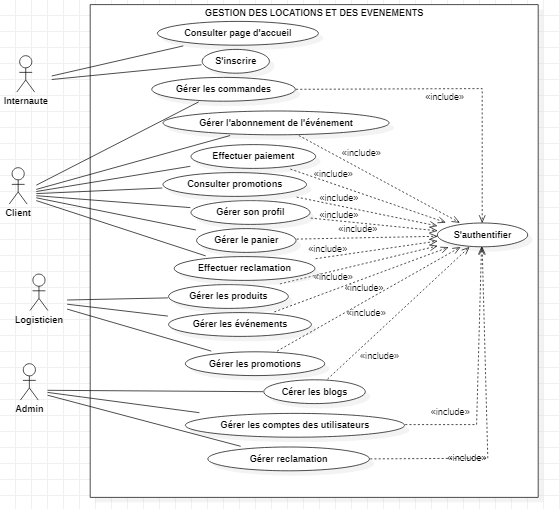 GESTION DES LOCATIONS ET DES EVENEMENTS
Consulter page d'accueil
S'inscrire
Internaute
Gérer les commandes
«include»
Gérer l'abonnement de l'événement
«include»
Effectuer paiement
«include»
Consulter promotions
«include»
Client
Gérer son profil
«include»
«include»
S'authentifier
Gérer le panier
«include»
Effectuer reclamation
«include»
Gérer les produits
«include»
Logisticien
Gérer les événements
«include»
Gérer les promotions
«include»
Admin
Cérer les blogs
«include»
Gérer les comptes des utilisateurs
Gérer reclamation
«include»